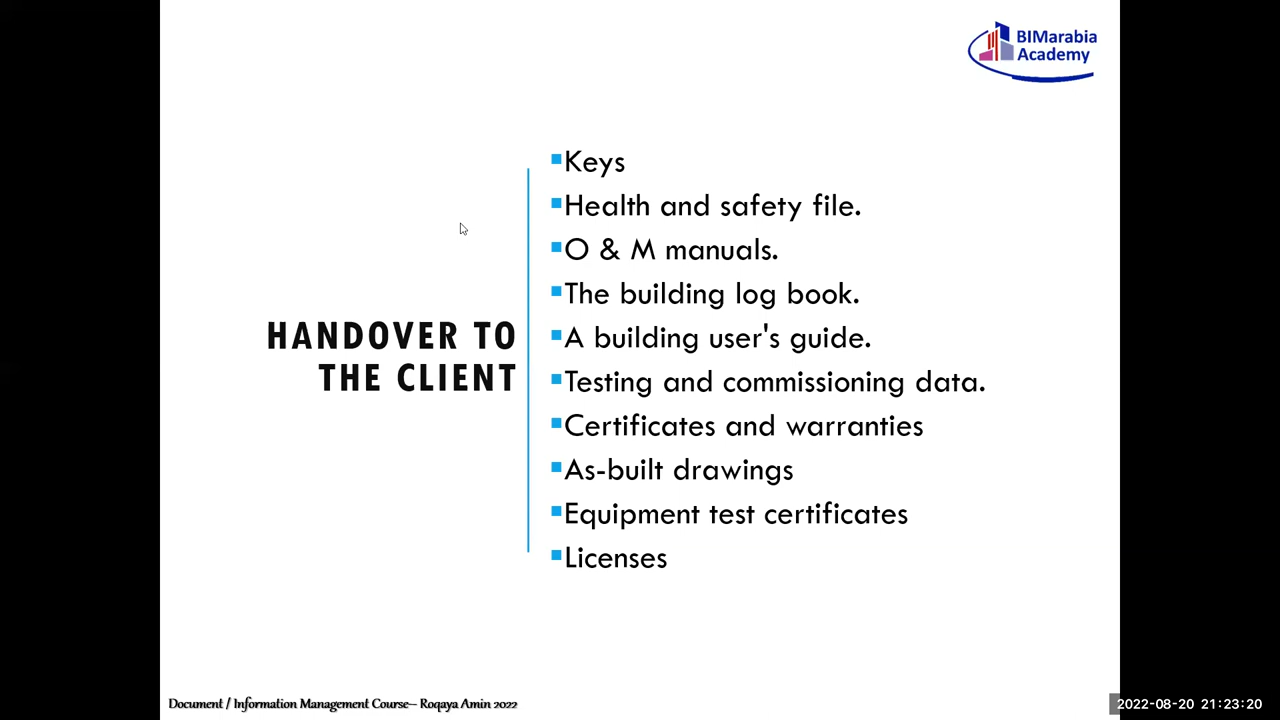 BIMarabia
Academy
Keys
Health and safety file.
O & M manuals.
The building log book.
HANDOVER TO
THE CLIENT
A building user's guide.
Testing and commissioning data.
Certificates and warranties
As-built drawings
Equipment test certificates
Licenses
Document / Information Management Course– Roqaya Amin 2022
2022-08-20 21:23:20